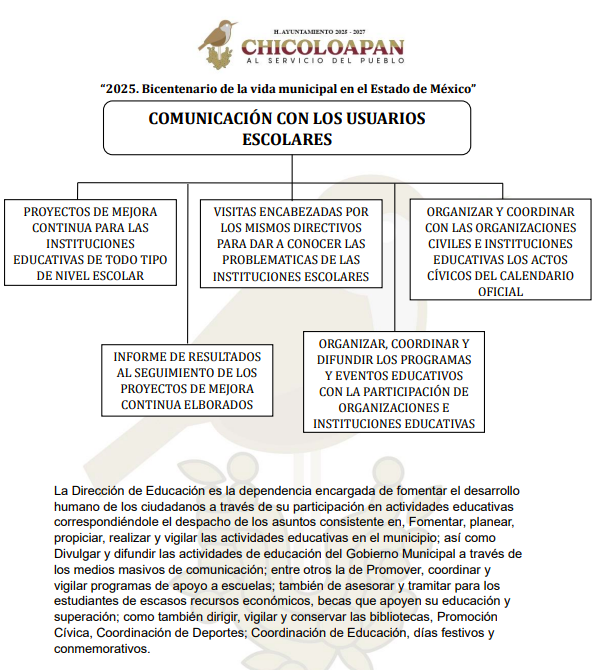 H. AYUNTAMIENTO 2025 - 2027
CHICOLOAPAN
AL SERVICIO DEL PUEBLO
“2025. Bicentenario de la vida municipal en el Estado de México”
COMUNICACIÓN CON LOS USUARIOS
ESCOLARES
PROYECTOS DE MEJORA
CONTINUA PARA LAS
INSTITUCIONES
EDUCATIVAS DE TODO TIPO
DE NIVEL ESCOLAR
VISITAS ENCABEZADAS POR
LOS MISMOS DIRECTIVOS
PARA DAR A CONOCER LAS
PROBLEMATICAS DE LAS
INSTITUCIONES ESCOLARES
ORGANIZAR Y COORDINAR
CON LAS ORGANIZACIONES
CIVILES E INSTITUCIONES
EDUCATIVAS LOS ACTOS
CÍVICOS DEL CALENDARIO
OFICIAL
INFORME DE RESULTADOS
AL SEGUIMIENTO DE LOS
PROYECTOS DE MEJORA
CONTINUA ELBORADOS
ORGANIZAR, COORDINAR Y
DIFUNDIR LOS PROGRAMAS
Y EVENTOS EDUCATIVOS
CON LA PARTICIPACIÓN DE
ORGANIZACIONES E
INSTITUCIONES EDUCATIVAS
La Dirección de Educación es la dependencia encargada de fomentar el desarrollo
humano de los ciudadanos a través de su participación en actividades educativas
correspondiéndole el despacho de los asuntos consistente en, Fomentar, planear,
propiciar, realizar y vigilar las actividades educativas en el municipio; así como
Divulgar y difundir las actividades de educación del Gobierno Municipal a través de
los medios masivos de comunicación; entre otros la de Promover, coordinar y
vigilar programas de apoyo a escuelas; también de asesorar y tramitar para los
estudiantes de escasos recursos económicos, becas que apoyen su educación y
superación; como también dirigir, vigilar y conservar las bibliotecas, Promoción
Cívica, Coordinación de Deportes; Coordinación de Educación, días festivos y
conmemorativos.